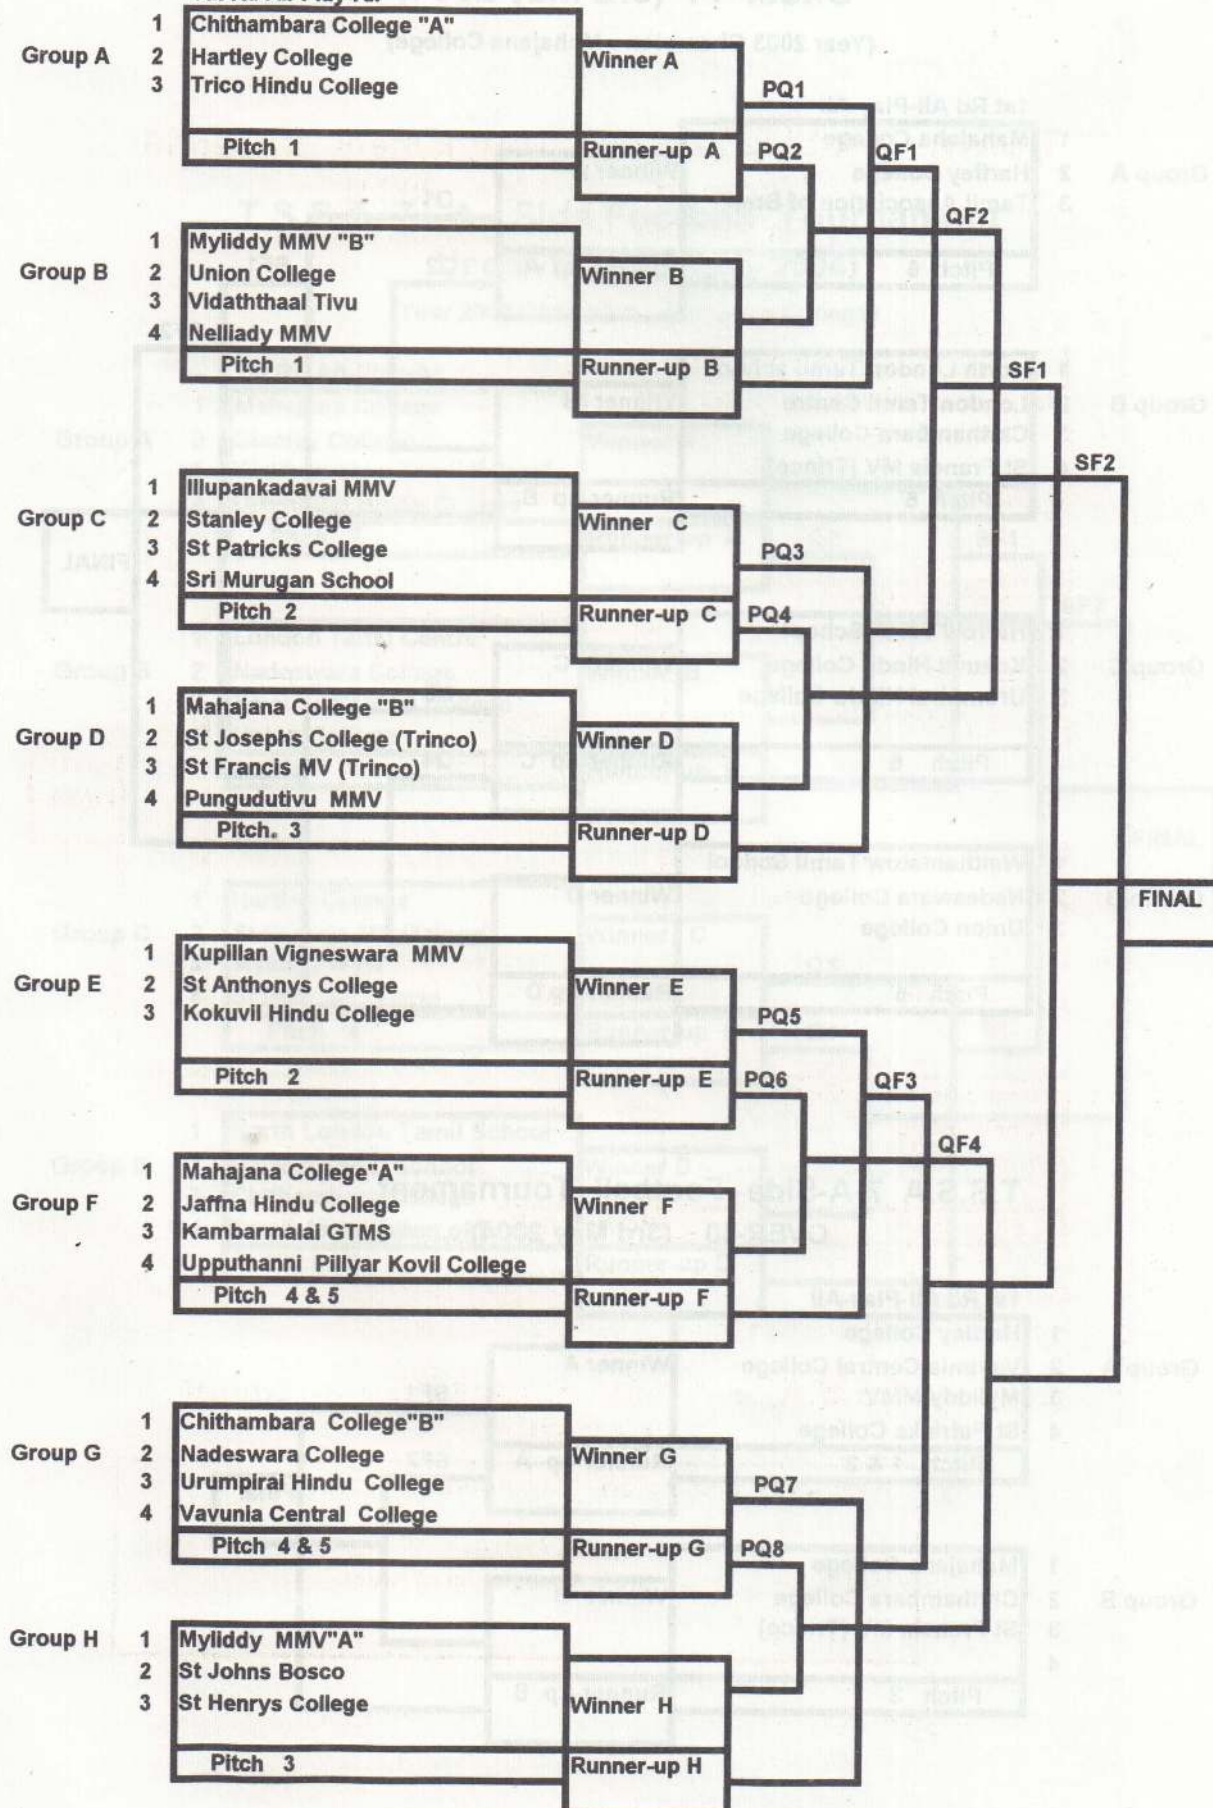 Group A
1 Chithambara College "A"
2 Hartley College
3 Trico Hindu College
Pitch 1
Winner A
Runner-up A
PQ1
PQ2
QF1
QF2
Group B
1 Myliddy MMV "B"
2 Union College
3 Vidaththaal Tivu
4 Nelliady MMV
Pitch 1
Winner B
Runner-up B
SF1
SF2
Group C
1 Illupankadavai MMV
2 Stanley College
3 St Patricks College
4 Sri Murugan School
Pitch 2
Winner C
Runner-up C
PQ3
PQ4
Group D
1 Mahajana College "B"
2 St Josephs College (Trinco)
3 St Francis MV (Trinco)
4 Pungudutivu MMV
Pitch. 3
Winner D
Runner-up D
FINAL
Group E
1 Kupillan Vigneswara MMV
2 St Anthonys College
3 Kokuvil Hindu College
Pitch 2
Winner E
Runner-up E
PQ5
PQ6
QF3
QF4
Group F
1 Mahajana College"A"
2 Jaffna Hindu College
3 Kambarmalai GTMS
4 Upputhanni Pillyar Kovil College
Pitch 4 & 5
Winner F
Runner-up F
Group G
1 Chithambara College"B"
2 Nadeswara College
3 Urumpirai Hindu College
4 Vavunia Central College
Pitch 4 & 5
Winner G
Runner-up G
PQ7
PQ8
Group H
1 Myliddy MMV"A"
2 St Johns Bosco
3 St Henrys College
Pitch 3
Winner H
Runner-up H